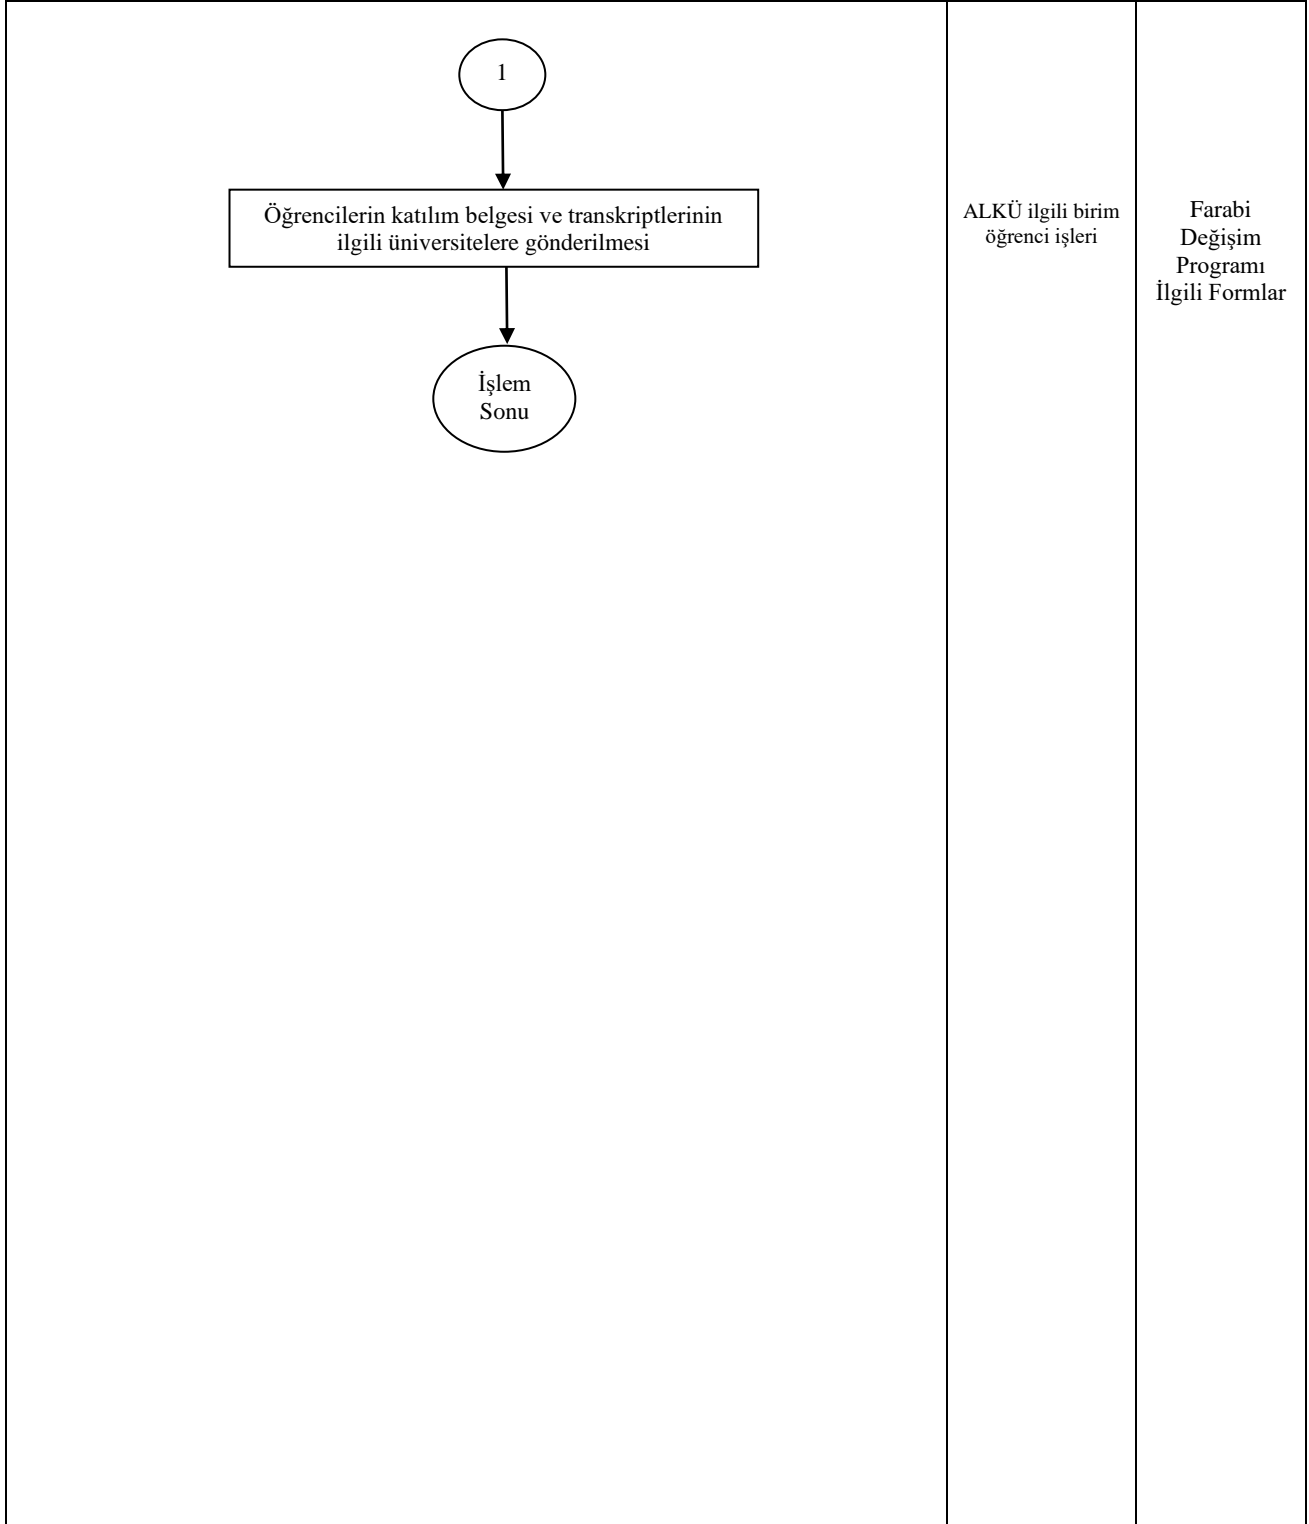 1
Öğrencilerin katılım belgesi ve transkriptlerinin
ilgili üniversitelere gönderilmesi
İşlem
Sonu
ALKÜ ilgili birim
öğrenci işleri
Farabi
Değişim
Programı
İlgili Formlar